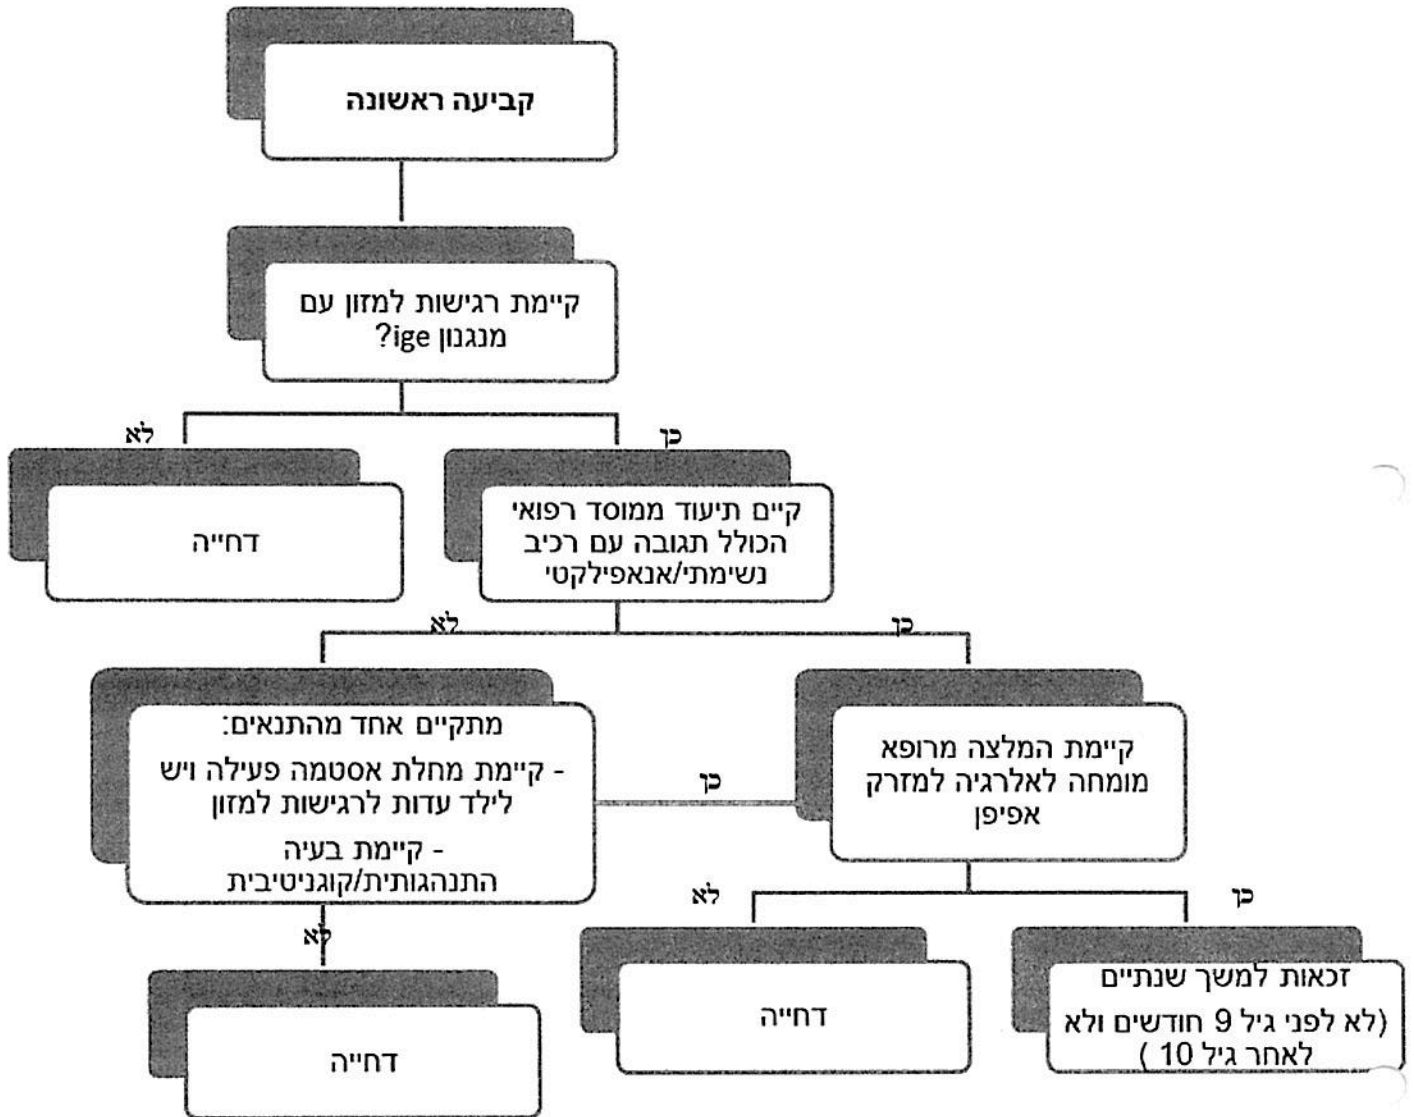 קביעה ראשונה
קיימת רגישות למזון עם
מנגנון ige?
לא
כן
דחייה
קיים תיעוד ממוסד רפואי
הכולל תגובה עם רכיב
נשימתי/אנאפילקטי
לא
כן
מתקיים אחד מהתנאים:
- קיימת מחלת אסטמה פעילה ויש
לילד עדות לרגישות למזון
- קיימת בעיה
התנהגותית/קוגניטיבית
כן
קיימת המלצה מרופא
מומחה לאלרגיה למזרק
אפיפן
לא
לא
כן
דחייה
דחייה
זכאות למשך שנתיים
(לא לפני גיל 9 חודשים ולא
לאחר גיל 10 )